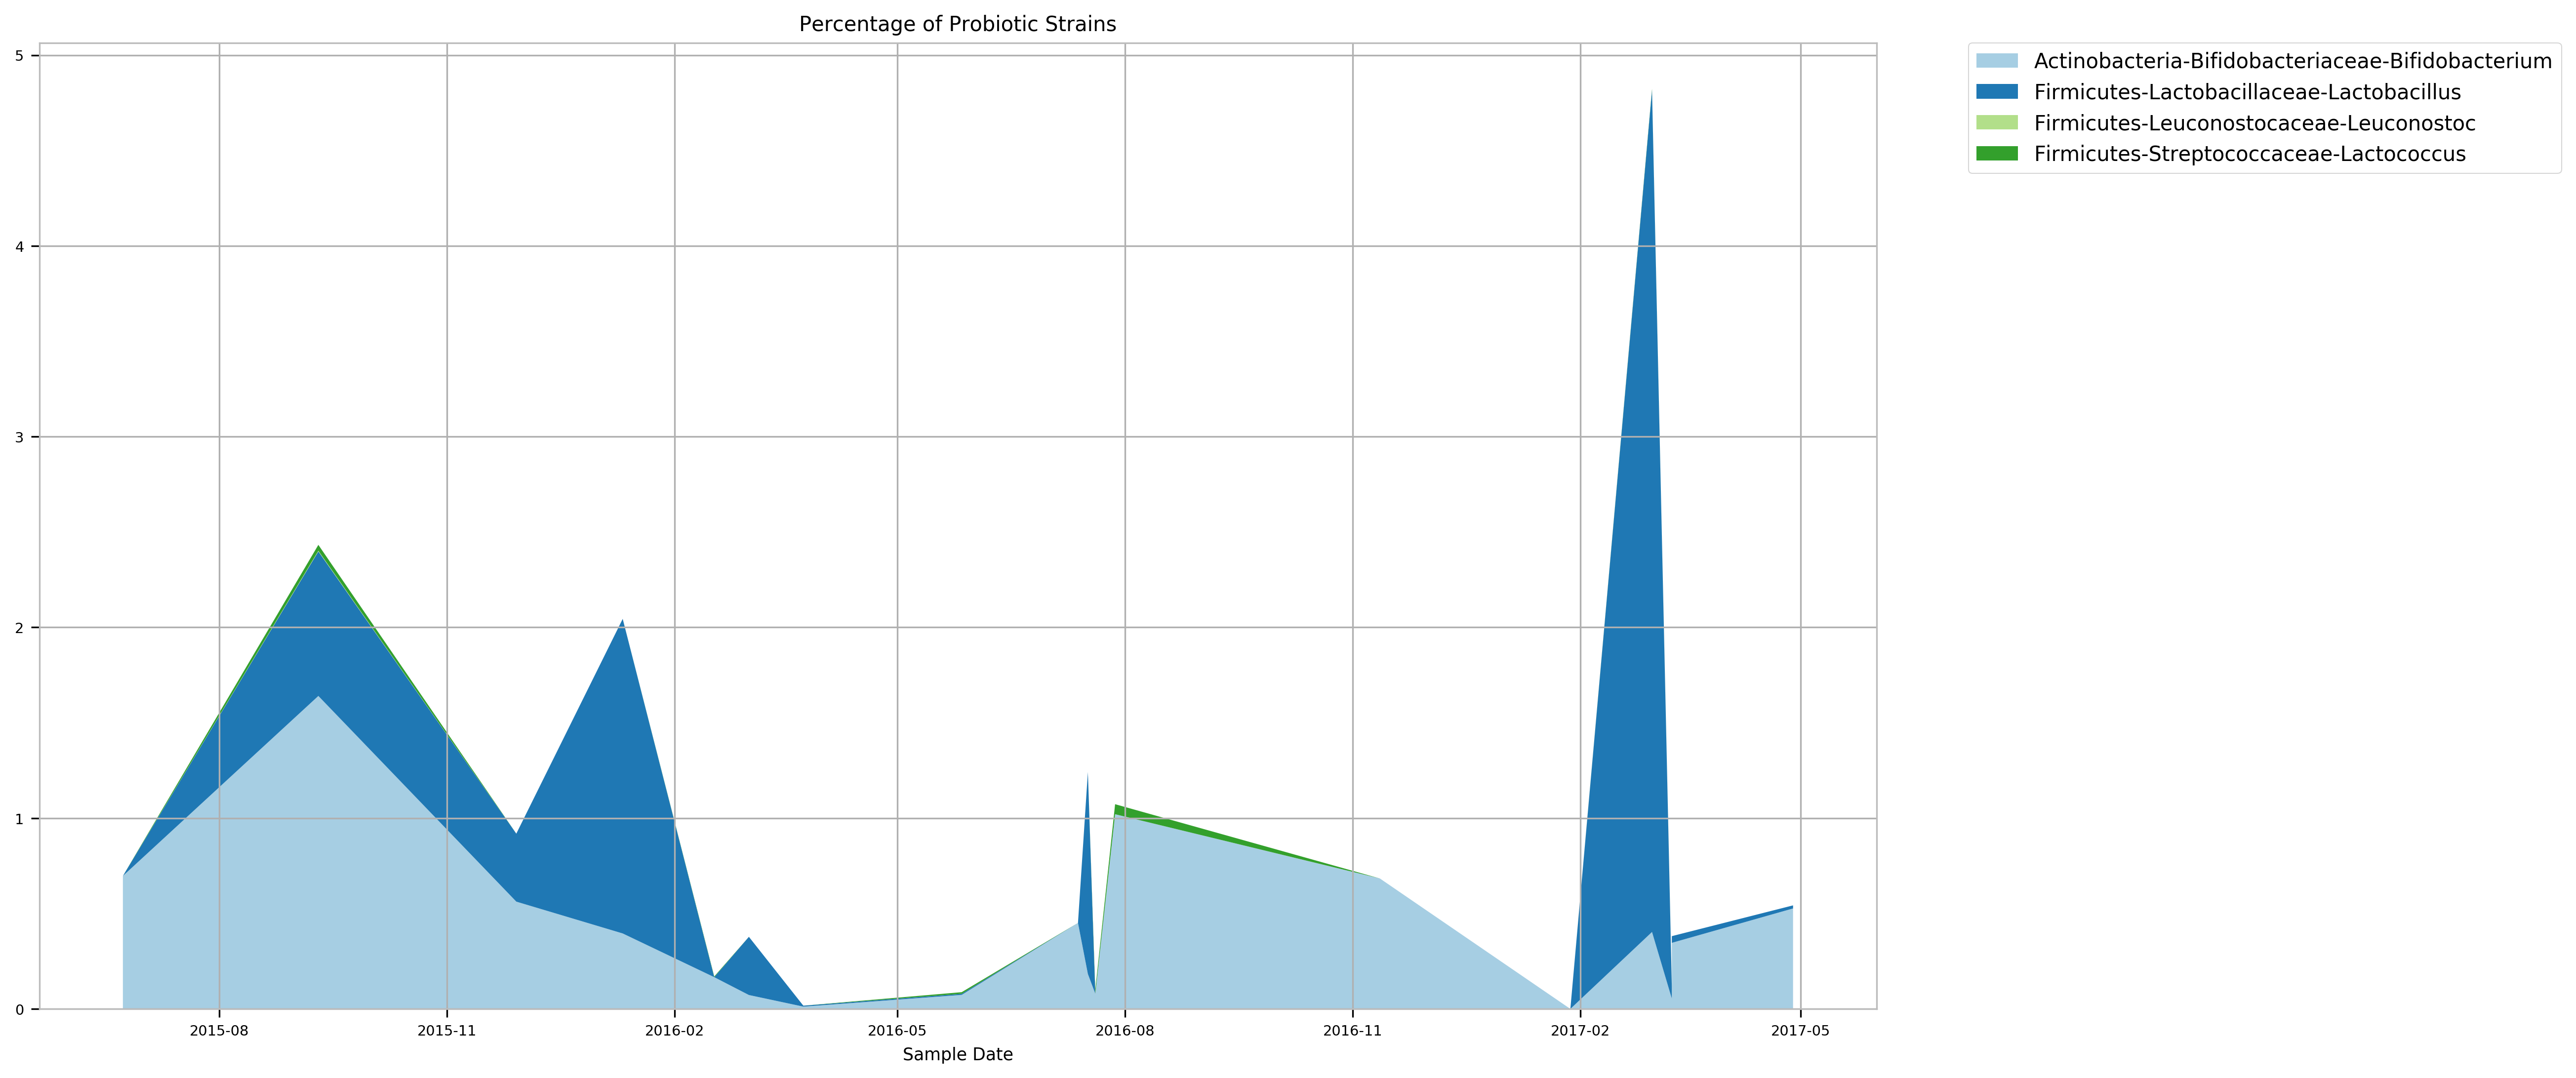 Percentage of Probiotic Strains
5
4
3
2
1
0
2015-08
2015-11
2016-02
2016-05
2016-08
2016-11
2017-02
2017-05
Sample Date
Actinobacteria-Bifidobacteriaceae-Bifidobacterium
Firmicutes-Lactobacillaceae-Lactobacillus
Firmicutes-Leuconostocaceae-Leuconostoc
Firmicutes-Streptococcaceae-Lactococcus